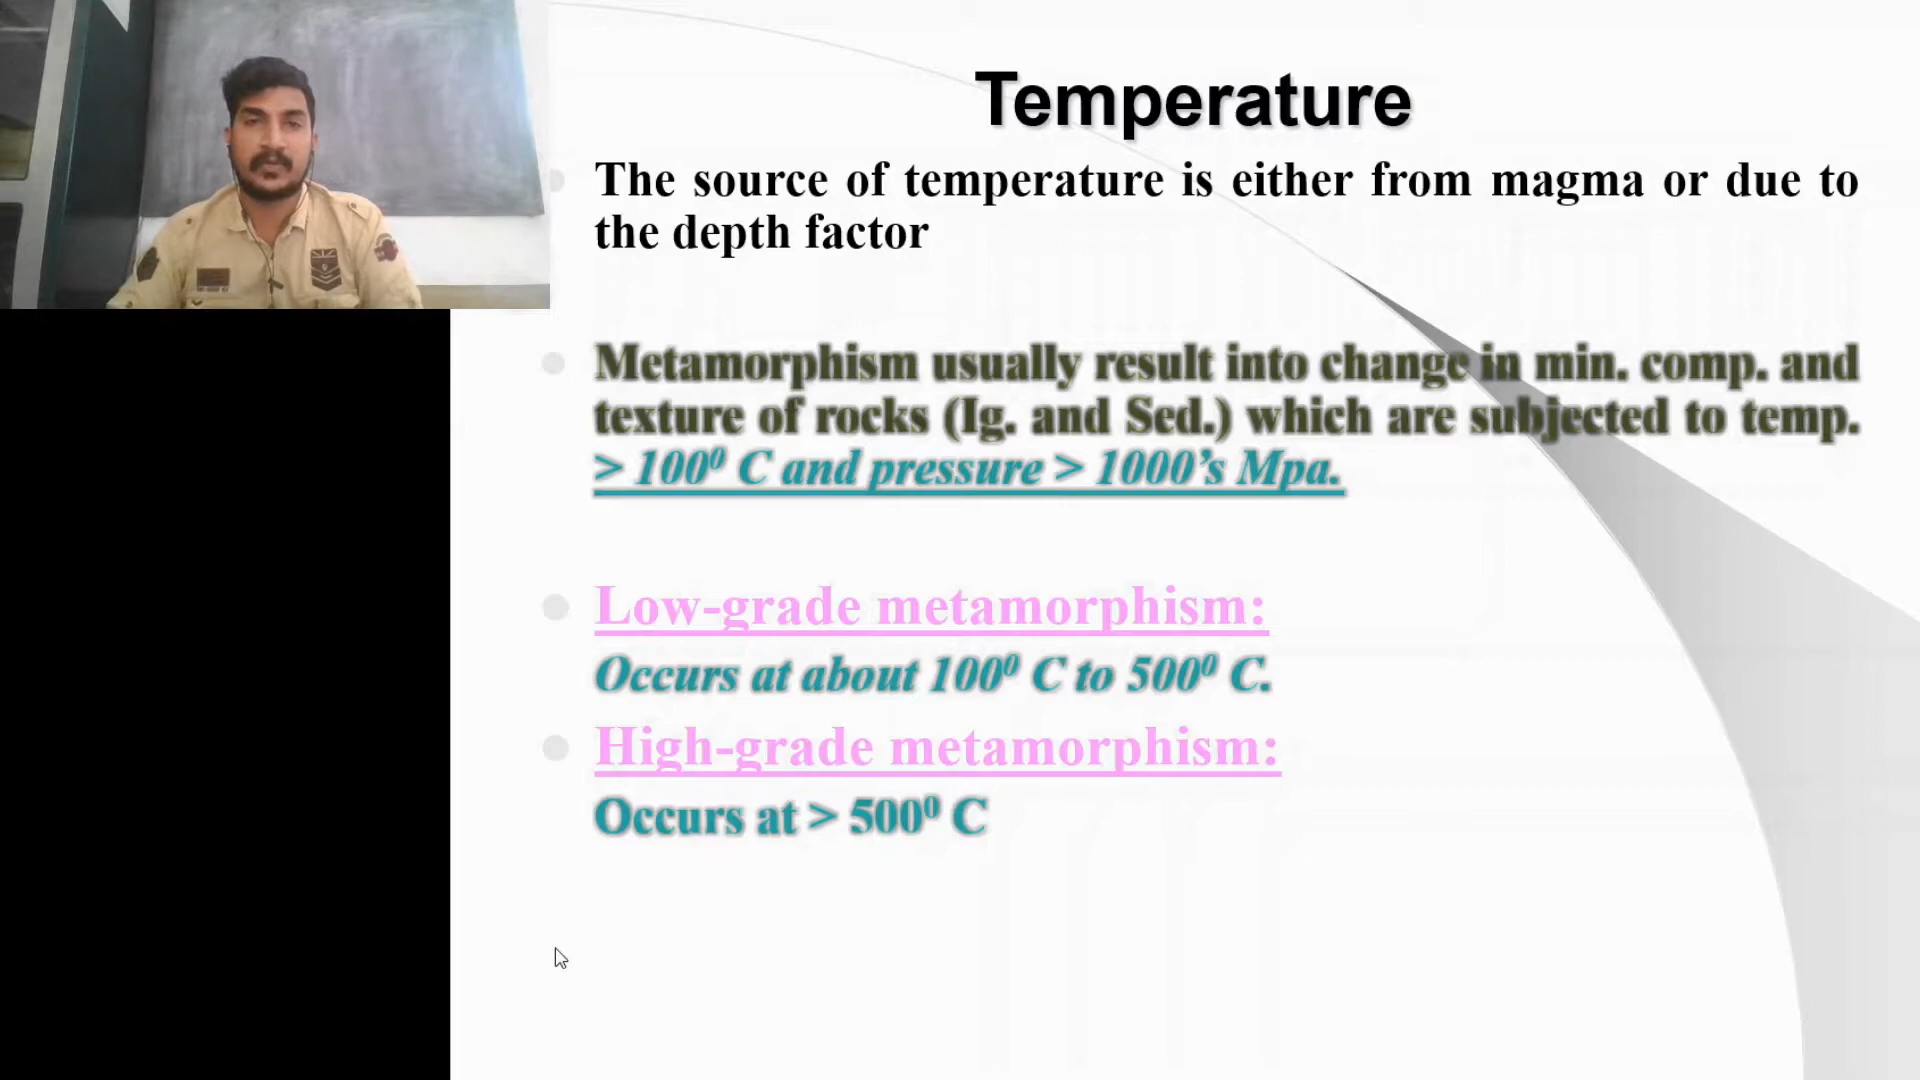 Temperature
The source of temperature is either from magma or due to
the depth factor
Metamorphism usually result into change in min. comp. and
texture of rocks (Ig. and Sed.) which are subjected to temp.
> 100⁰ C and pressure > 1000’s Mpa.
Low-grade metamorphism:
Occurs at about 100⁰ C to 500⁰ C.
High-grade metamorphism:
Occurs at > 500⁰ C